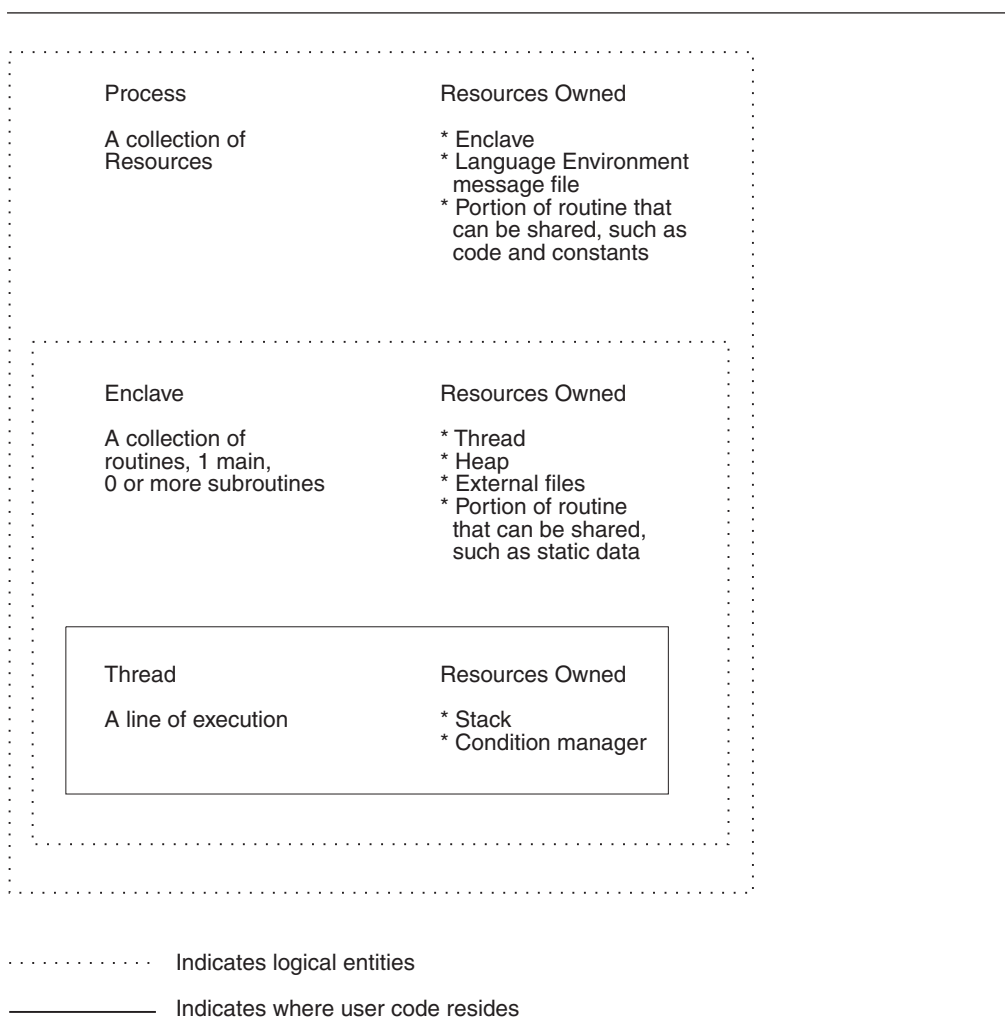 Process
Resources Owned
A collection of
Resources
* Enclave
* Language Environment
message file
* Portion of routine that
can be shared, such as
code and constants
Enclave
Resources Owned
A collection of
routines, 1 main,
0 or more subroutines
* Thread
* Heap
* External files
* Portion of routine
that can be shared,
such as static data
Thread
Resources Owned
A line of execution
* Stack
* Condition manager
Indicates logical entities
Indicates where user code resides